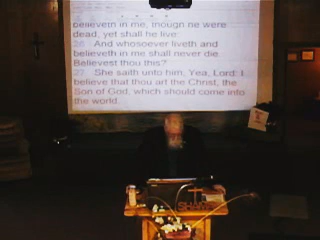 believeth in me, though he were
dead, yet shall he live:
26 And whosoever liveth and
believeth in me shall never die.
Believest thou this?
27 She saith unto him, Yea, Lord: I
believe that thou art the Christ, the
Son of God, which should come into
the world.